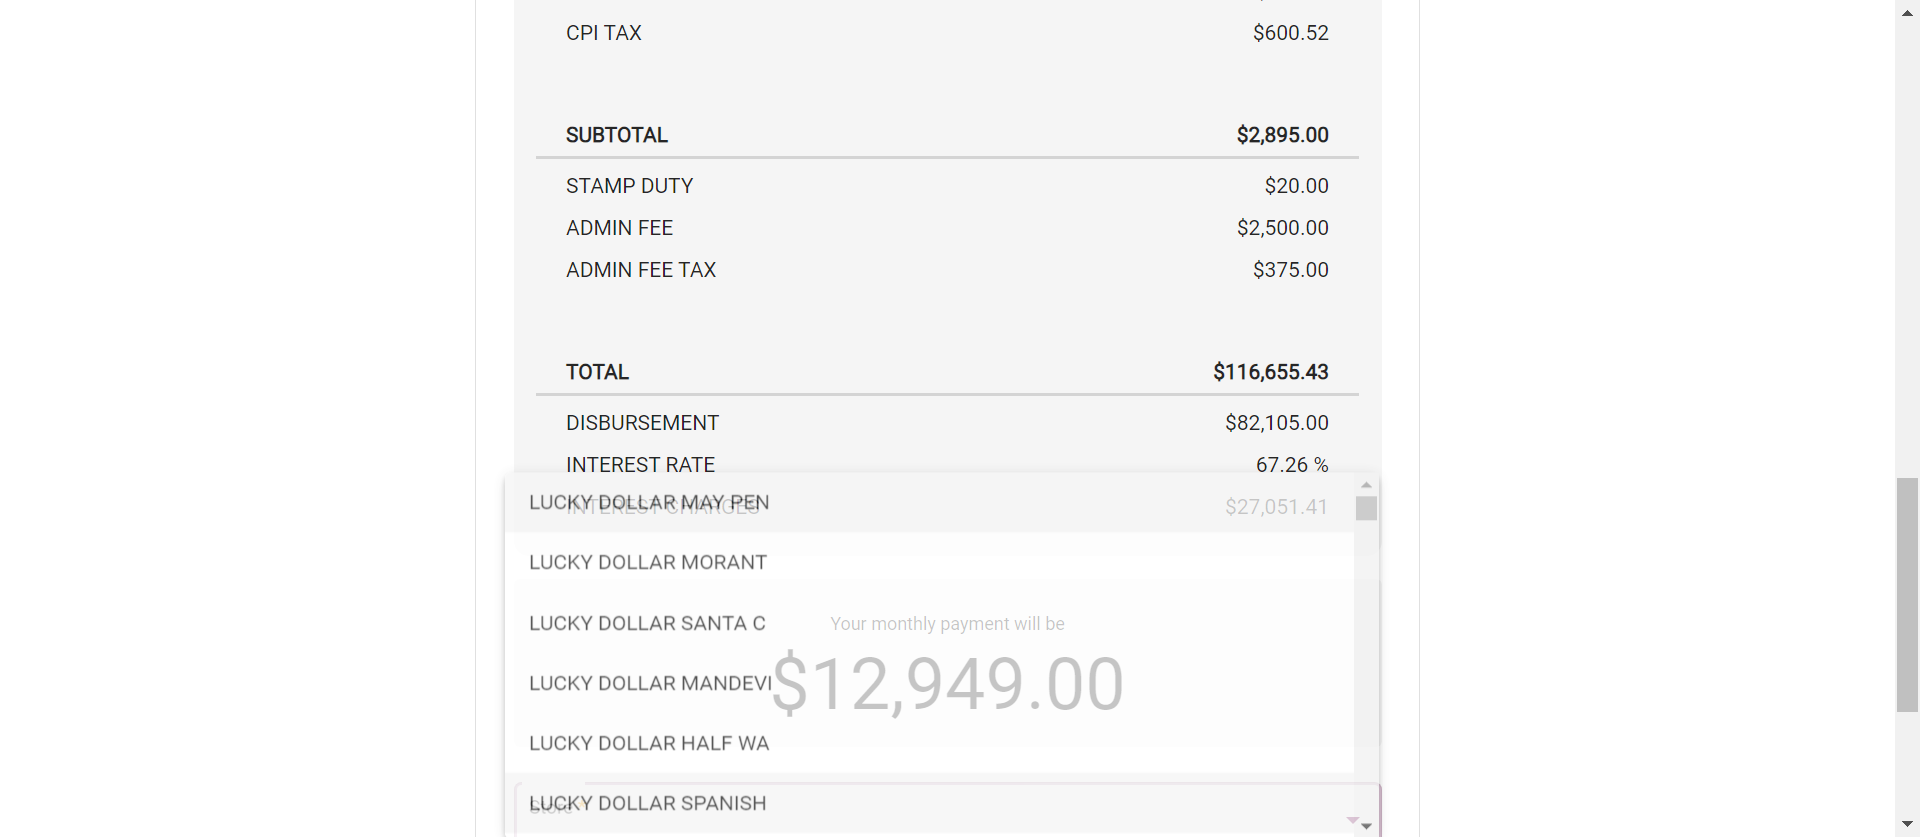 CPI TAX $600.52
SUBTOTAL $2,895.00
STAMP DUTY $20.00
ADMIN FEE $2,500.00
ADMIN FEE TAX $375.00
TOTAL $116,655.43
DISBURSEMENT $82,105.00
INTEREST RATE 67.26 %
LUCKY DOLLAR MAY PEN
INTEREST CHARGES $27,051.41
LUCKY DOLLAR MORANT
LUCKY DOLLAR SANTA C
Your monthly payment will be
LUCKY DOLLAR MANDEVI
$12,949.00
LUCKY DOLLAR HALF WA
LUCKY DOLLAR SPANISH
Store *